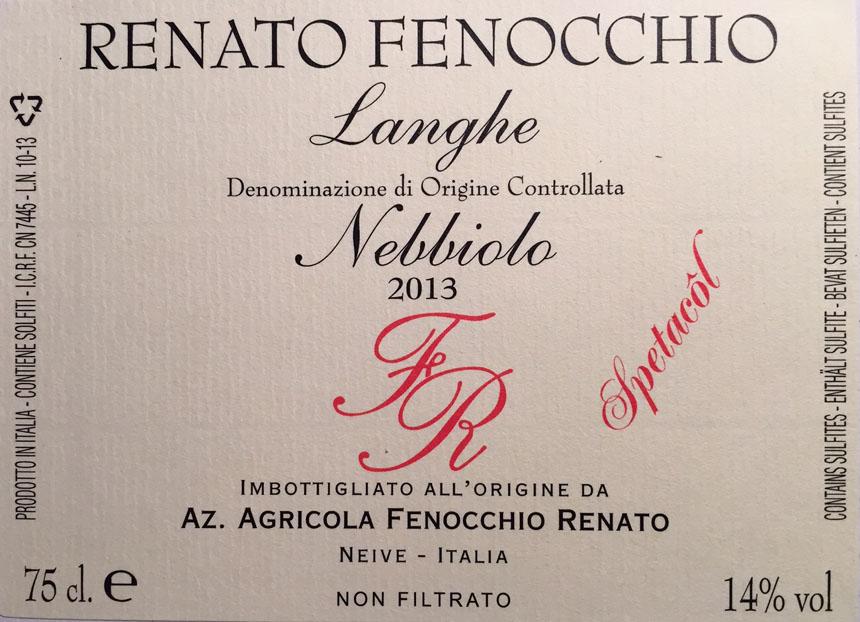 RENATO FENOCCHIO
Langhe
Denominazione di Origine Controllata
Nebbiolo
2013
FR
Spetacôl
IMBOTTIGLIATO ALL'ORIGINE DA
AZ. AGRICOLA FENOCCHIO RENATO
NEIVE - ITALIA
75 cl. e
NON FILTRATO
14% vol
PRODOTTO IN ITALIA - CONTIENE SOLFITI - I.C.R.F. CN 7445 - L.N. 10-13
CONTAINS SULFITES - ENTHÄLT SULFITE - BEVAT SULFIETEN - CONTIENT SULFITES